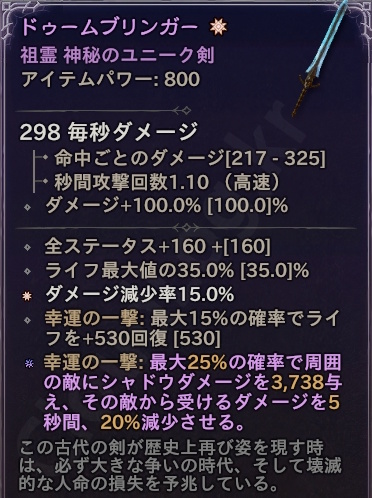 ドゥームブリンガー
祖霊 神秘のユニーク剣
アイテムパワー: 800
298 毎秒ダメージ
命中ごとのダメージ[217 - 325]
秒間攻撃回数1.10 （高速）
ダメージ+100.0% [100.0]%
全ステータス+160 +[160]
ライフ最大値の35.0% [35.0]%
ダメージ減少率15.0%
幸運の一撃: 最大15%の確率でライ
フを+530回復 [530]
幸運の一撃: 最大25%の確率で周囲
の敵にシャドウダメージを3,738与
え、その敵から受けるダメージを5
秒間、20%減少させる。
この古代の剣が歴史上再び姿を現す時
は、必ず大きな争いの時代、そして壊滅
的な人命の損失を予兆している。